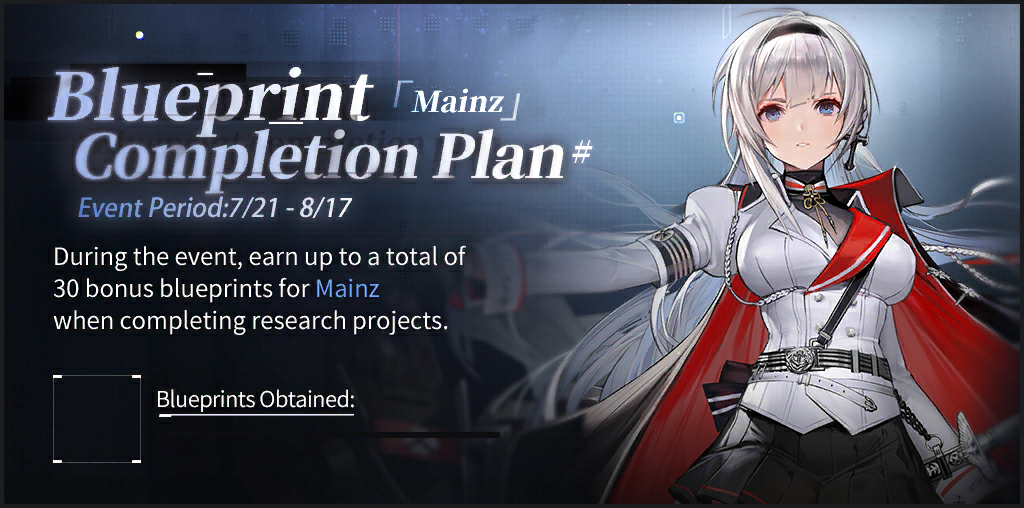 Blueprint「Mainz」
Completion Plan#
Event Period:7/21 - 8/17
During the event, earn up to a total of
30 bonus blueprints for Mainz
when completing research projects.
Blueprints Obtained: